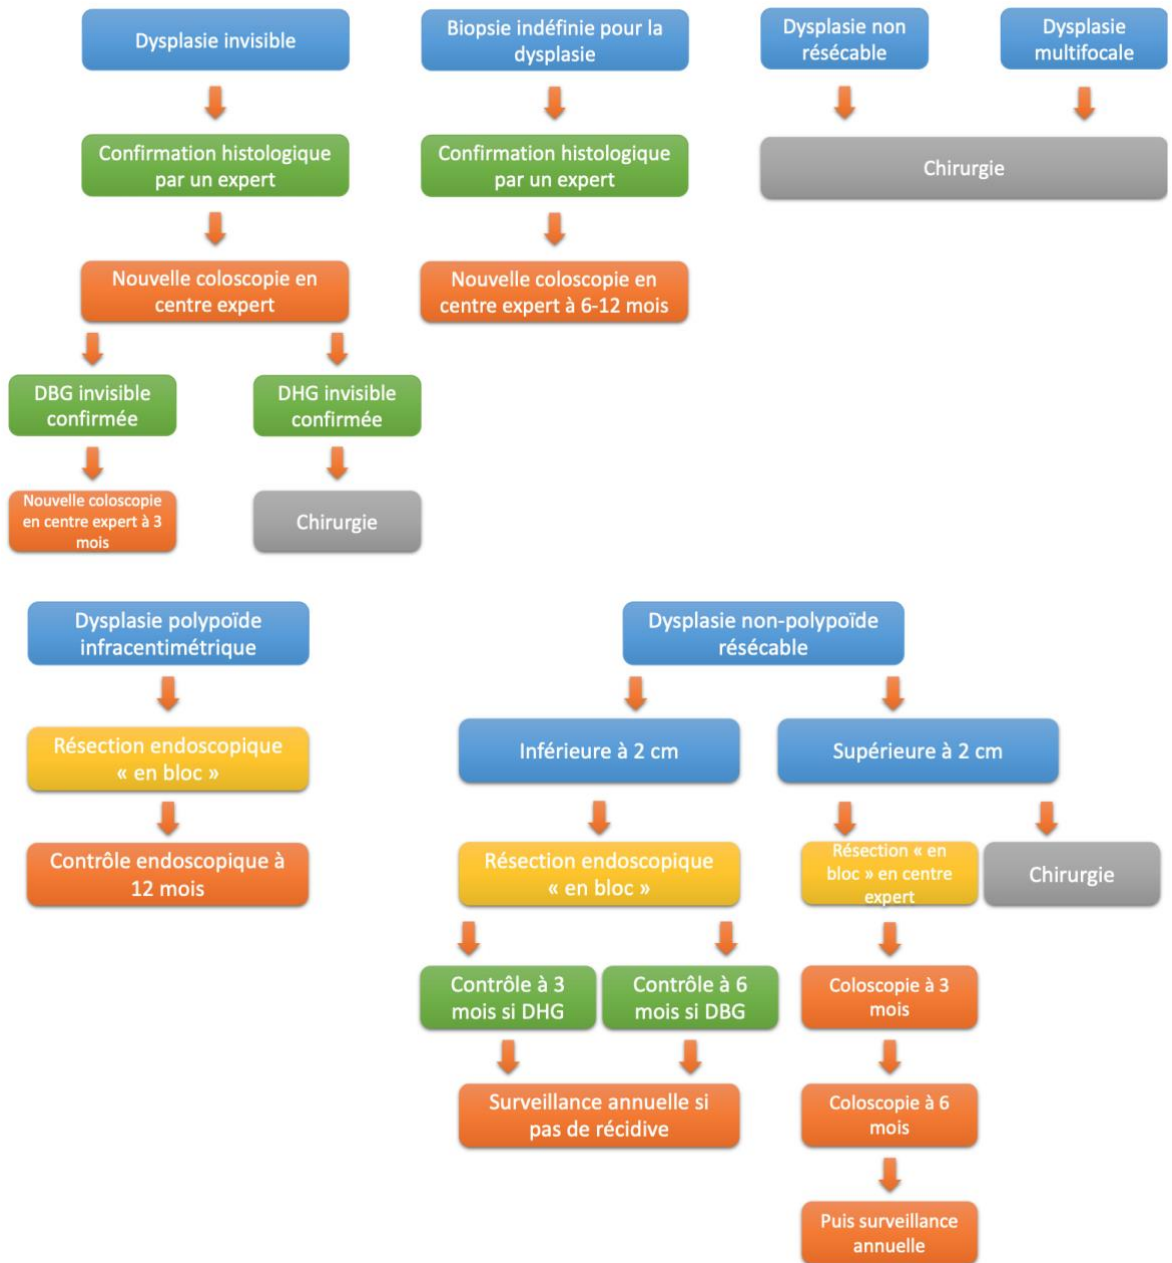 Dysplasie invisible
Confirmation histologique
par un expert
Nouvelle coloscopie en
centre expert
DBG invisible
confirmée
Nouvelle coloscopie
en centre expert à 3
mois
DHG invisible
confirmée
Chirurgie
Biopsie indéfinie pour la
dysplasie
Confirmation histologique
par un expert
Nouvelle coloscopie en
centre expert à 6-12 mois
Dysplasie non
résécable
Dysplasie
multifocale
Chirurgie
Dysplasie polypoïde
infracentimétrique
Résection endoscopique
« en bloc »
Contrôle endoscopique à
12 mois
Dysplasie non-polypoïde
résécable
Inférieure à 2 cm
Résection endoscopique
« en bloc »
Contrôle à 3
mois si DHG
Contrôle à 6
mois si DBG
Surveillance annuelle si
pas de récidive
Supérieure à 2 cm
Résection « en
bloc » en centre
expert
Chirurgie
Coloscopie à 3
mois
Coloscopie à 6
mois
Puis surveillance
annuelle